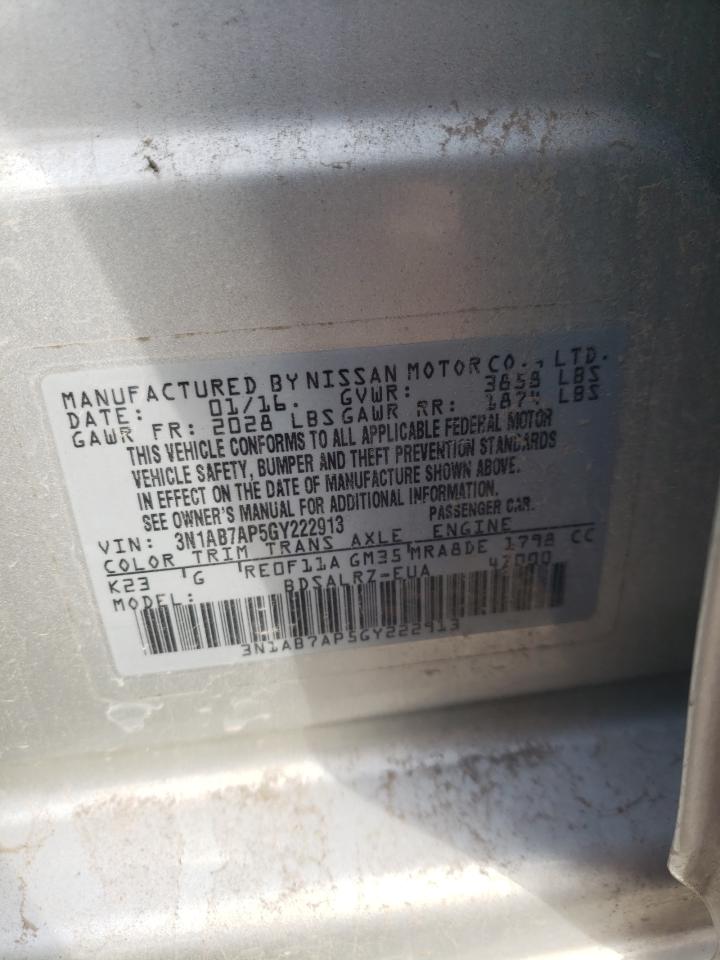 MANUFACTURED BY NISSAN MOTOR CO., LTD.
DATE: 01/16. GVWR: 3659 LBS
GAWR FR: 2028 LBS GAWR RR: 1874 LBS
THIS VEHICLE CONFORMS TO ALL APPLICABLE FEDERAL MOTOR
VEHICLE SAFETY, BUMPER AND THEFT PREVENTION STANDARDS
IN EFFECT ON THE DATE OF MANUFACTURE SHOWN ABOVE.
SEE OWNER'S MANUAL FOR ADDITIONAL INFORMATION.
VIN: 3N1AB7AP5GY222913 PASSENGER CAR.
COLOR TRIM TRANS AXLE ENGINE
K23 G RE0F11A GM35 MRA8DE 1798 CC
MODEL: BDSALRZ-EUA
3N1AB7AP5GY222913